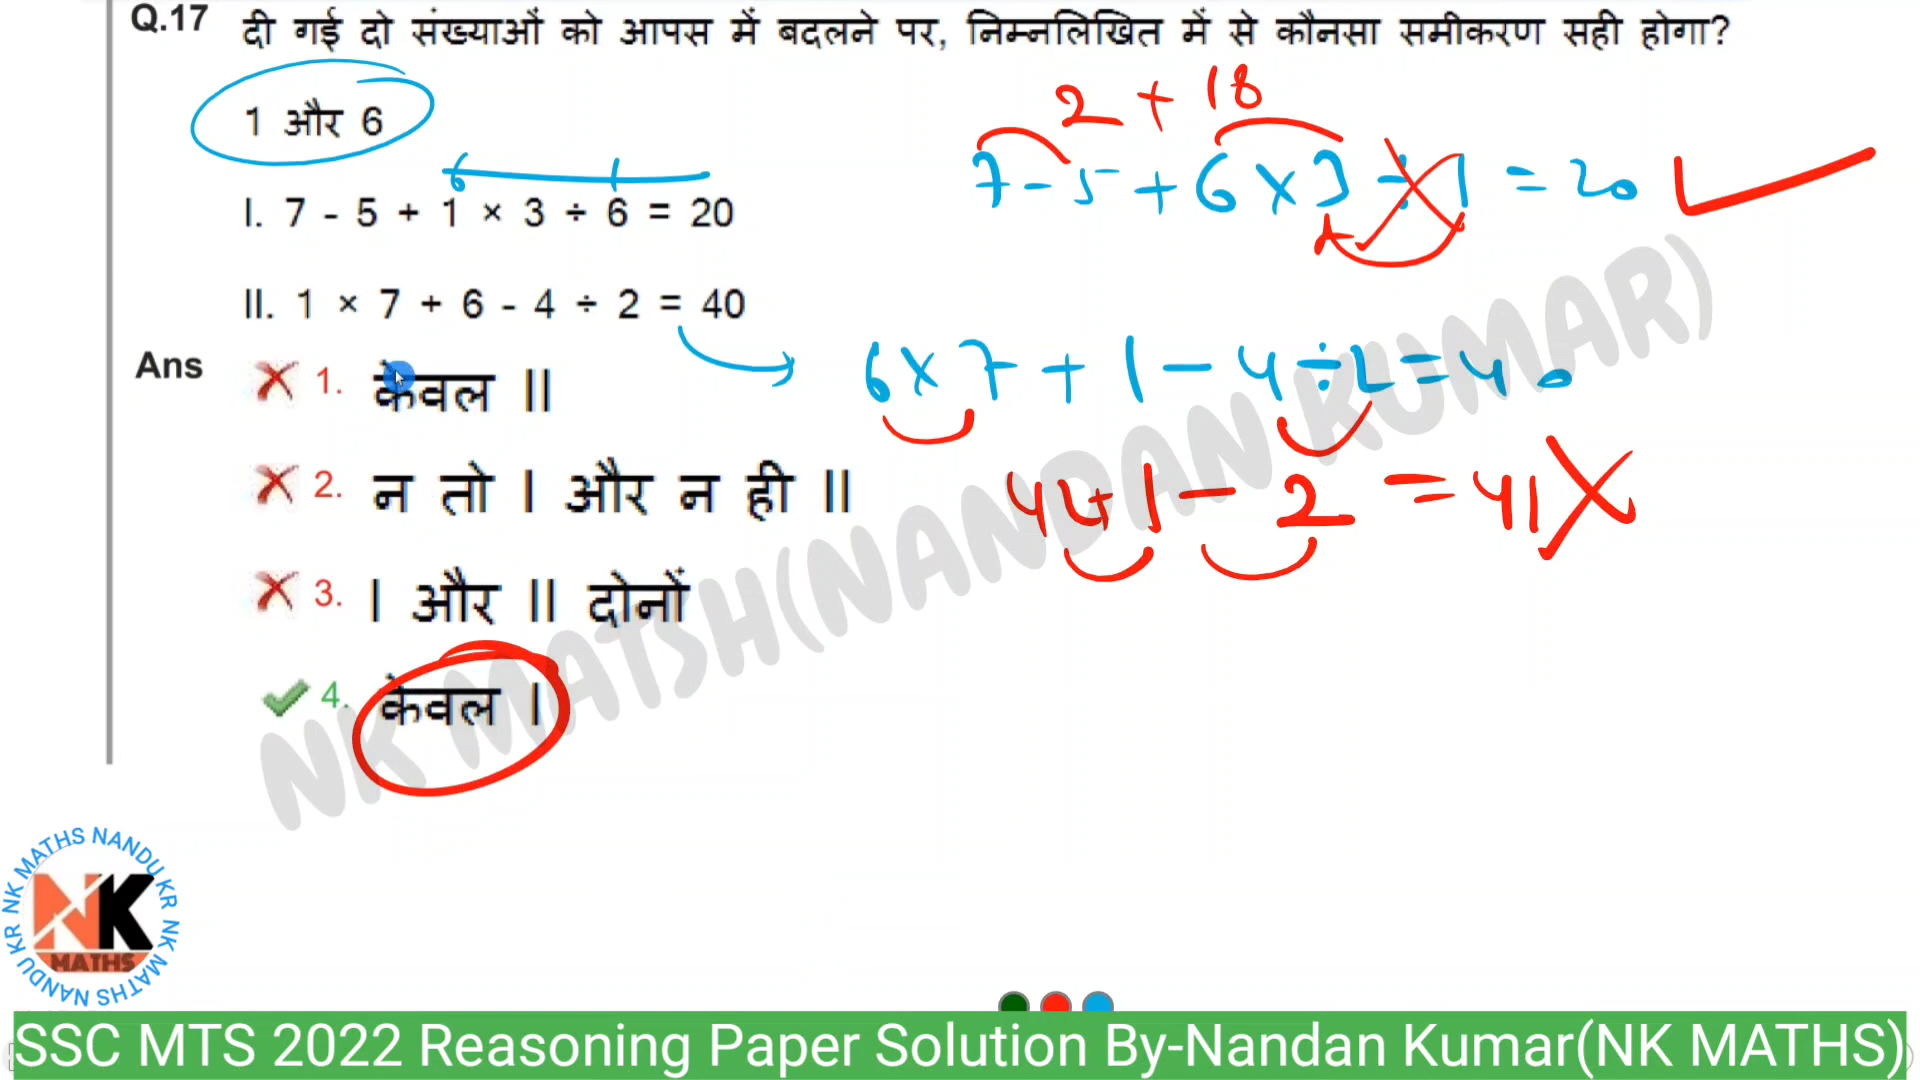 Q.17 दी गई दो संख्याओं को आपस में बदलने पर, निम्नलिखित में से कौनसा समीकरण सही होगा?
1 और 6
2 + 18
7 - 5 + 6 × 3 ÷ 1 = 20
6 1
I. 7 - 5 + 1 × 3 ÷ 6 = 20
II. 1 × 7 + 6 - 4 ÷ 2 = 40
6 × 7 + 1 - 4 ÷ 2 = 40
Ans
1. केवल II
2. न तो I और न ही II
42 + 1 - 2 = 41
3. I और II दोनों
4. केवल I
NK MATSH(NANDAN KUMAR)
NK MATHS NANDU KR NK MATHS NANDU KR
NK
MATHS
SSC MTS 2022 Reasoning Paper Solution By-Nandan Kumar(NK MATHS)